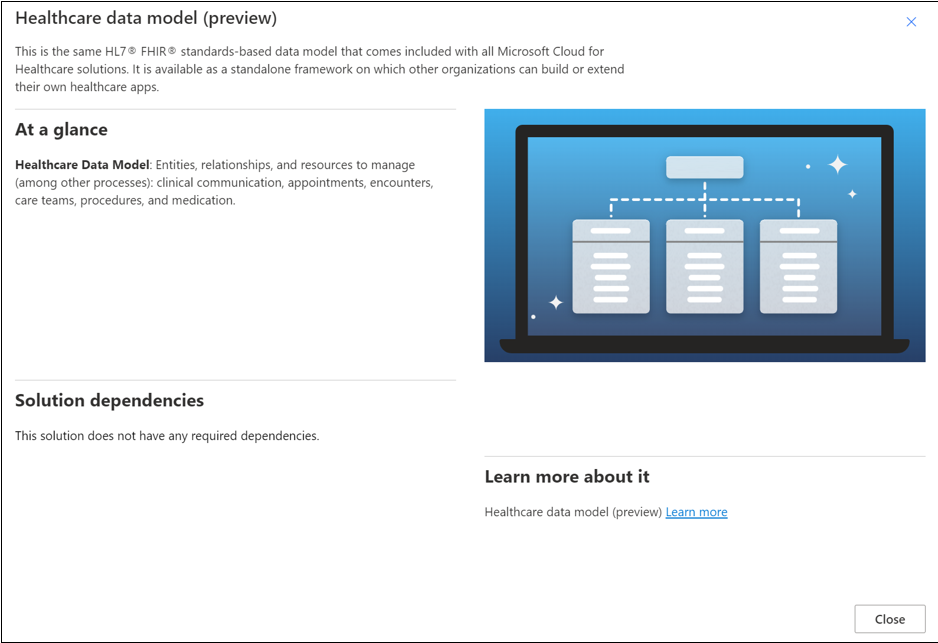 Healthcare data model (preview)
This is the same HL7® FHIR® standards-based data model that comes included with all Microsoft Cloud for
Healthcare solutions. It is available as a standalone framework on which other organizations can build or extend
their own healthcare apps.
At a glance
Healthcare Data Model: Entities, relationships, and resources to manage
(among other processes): clinical communication, appointments, encounters,
care teams, procedures, and medication.
Solution dependencies
This solution does not have any required dependencies.
Learn more about it
Healthcare data model (preview) Learn more
Close